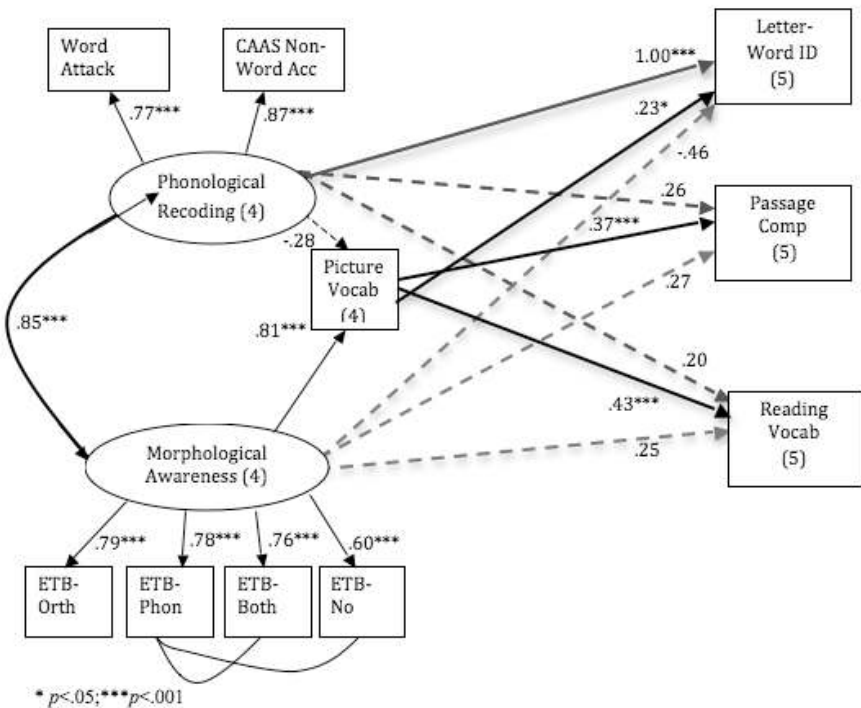 Word
Attack
CAAS Non-
Word Acc
Letter-
Word ID
(5)
1.00***
.77***
.87***
.23*
-.46
Phonological
Recoding (4)
.26
Passage
Comp
(5)
-.28
.37***
Picture
Vocab
(4)
.27
.85***
.81***
.20
.43***
Reading
Vocab
(5)
Morphological
Awareness (4)
.25
.79***
.78***
.76***
.60***
ETB-
Orth
ETB-
Phon
ETB-
Both
ETB-
No
* p<.05;***p<.001